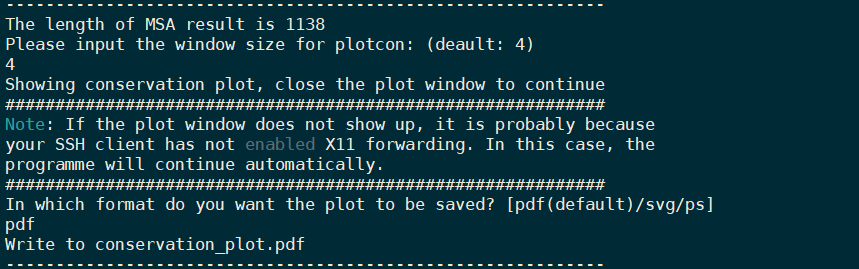 ------------------------------------------------------------
The length of MSA result is 1138
Please input the window size for plotcon: (deault: 4)
4
Showing conservation plot, close the plot window to continue
############################################################
Note: If the plot window does not show up, it is probably because
your SSH client has not enabled X11 forwarding. In this case, the
programme will continue automatically.
############################################################
In which format do you want the plot to be saved? [pdf(default)/svg/ps]
pdf
Write to conservation_plot.pdf
------------------------------------------------------------